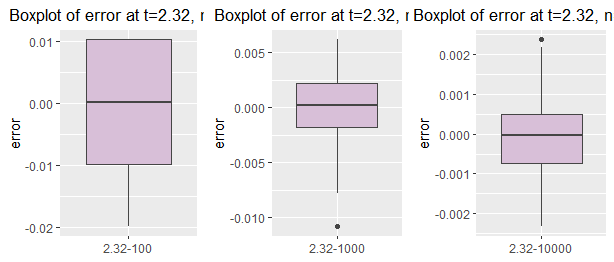 Boxplot of error at t=2.32, r
error
0.01
0.00
-0.01
-0.02
2.32-100
Boxplot of error at t=2.32, r
error
0.005
0.000
-0.005
-0.010
2.32-1000
Boxplot of error at t=2.32, n
error
0.002
0.001
0.000
-0.001
-0.002
2.32-10000